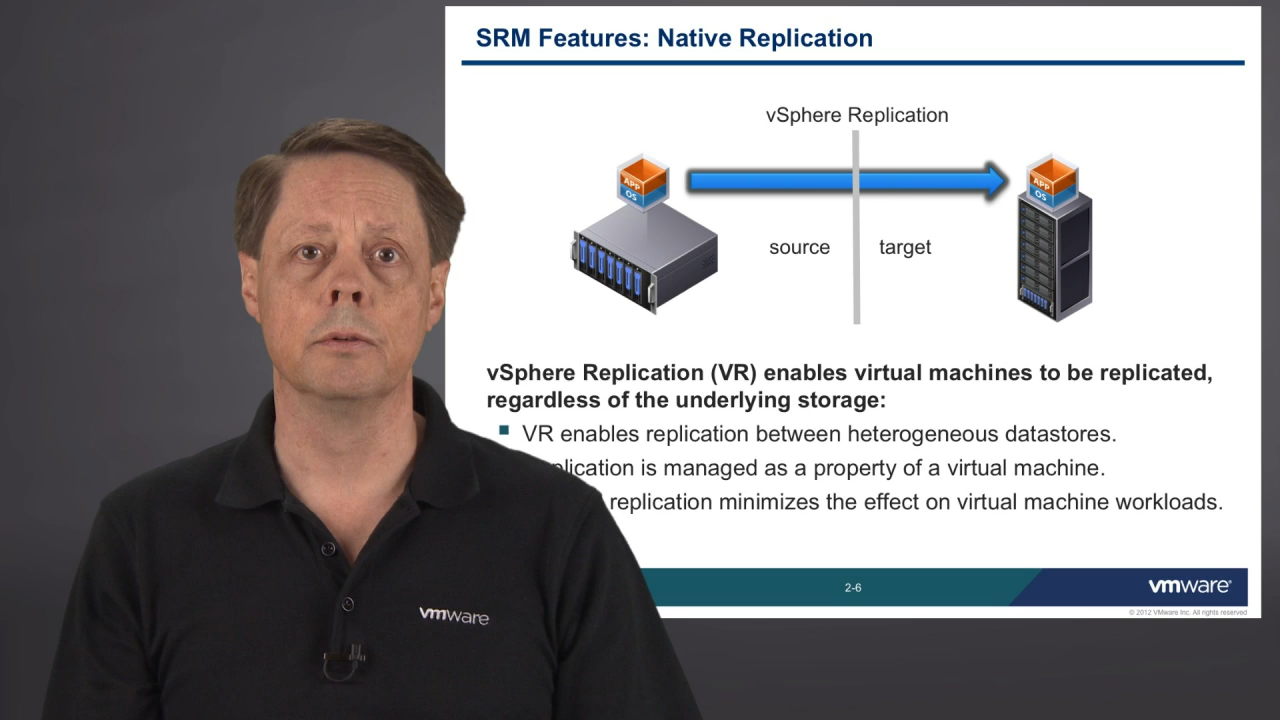 SRM Features: Native Replication
vSphere Replication
APP
OS
APP
OS
source
target
vSphere Replication (VR) enables virtual machines to be replicated,
regardless of the underlying storage:
VR enables replication between heterogeneous datastores.
is managed as a property of a virtual machine.
replication minimizes the effect on virtual machine workloads.
2-6
vmware
© 2012 VMware Inc. All rights reserved
vmware